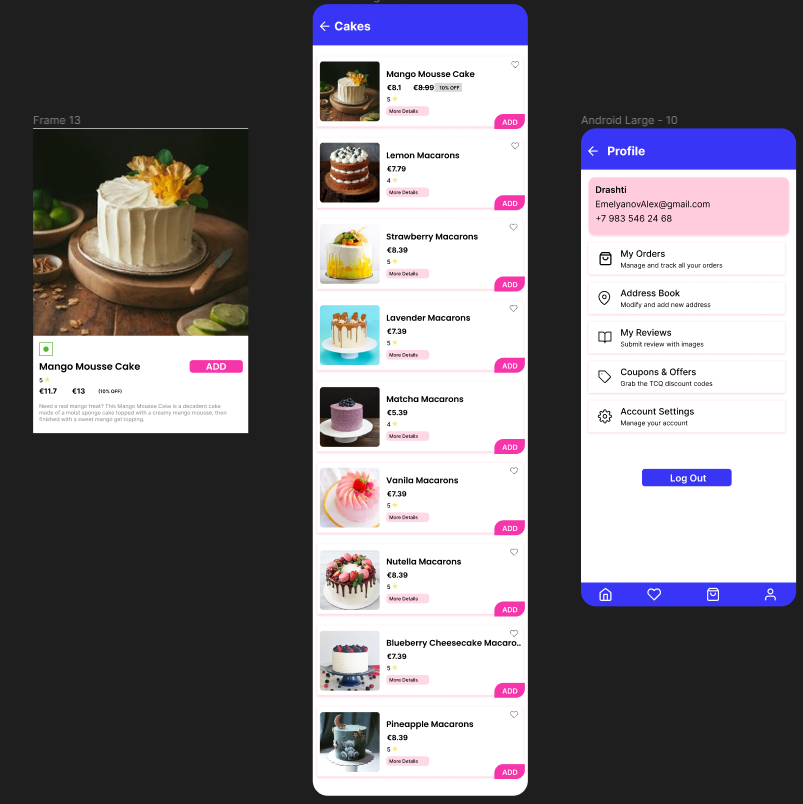 Frame 13
Mango Mousse Cake
ADD
5
€11.7 €13 (10% OFF)
Need a real mango treat? This Mango Mousse Cake is a decadent cake
made of a moist sponge cake topped with a creamy mango mousse, then
finished with a sweet mango gel topping.
Cakes
Mango Mousse Cake
€8.1 €8.99 10% OFF
5
More Details
ADD
Lemon Macarons
€7.79
4
More Details
ADD
Strawberry Macarons
€8.39
5
More Details
ADD
Lavender Macarons
€7.39
5
More Details
ADD
Matcha Macarons
€5.39
4
More Details
ADD
Vanila Macarons
€7.39
5
More Details
ADD
Nutella Macarons
€8.39
5
More Details
ADD
Blueberry Cheesecake Macaro..
€7.39
5
More Details
ADD
Pineapple Macarons
€8.39
5
More Details
ADD
Android Large - 10
Profile
Drashti
EmelyanovAlex@gmail.com
+7 983 546 24 68
My Orders
Manage and track all your orders
Address Book
Modify and add new address
My Reviews
Submit review with images
Coupons & Offers
Grab the TCQ discount codes
Account Settings
Manage your account
Log Out